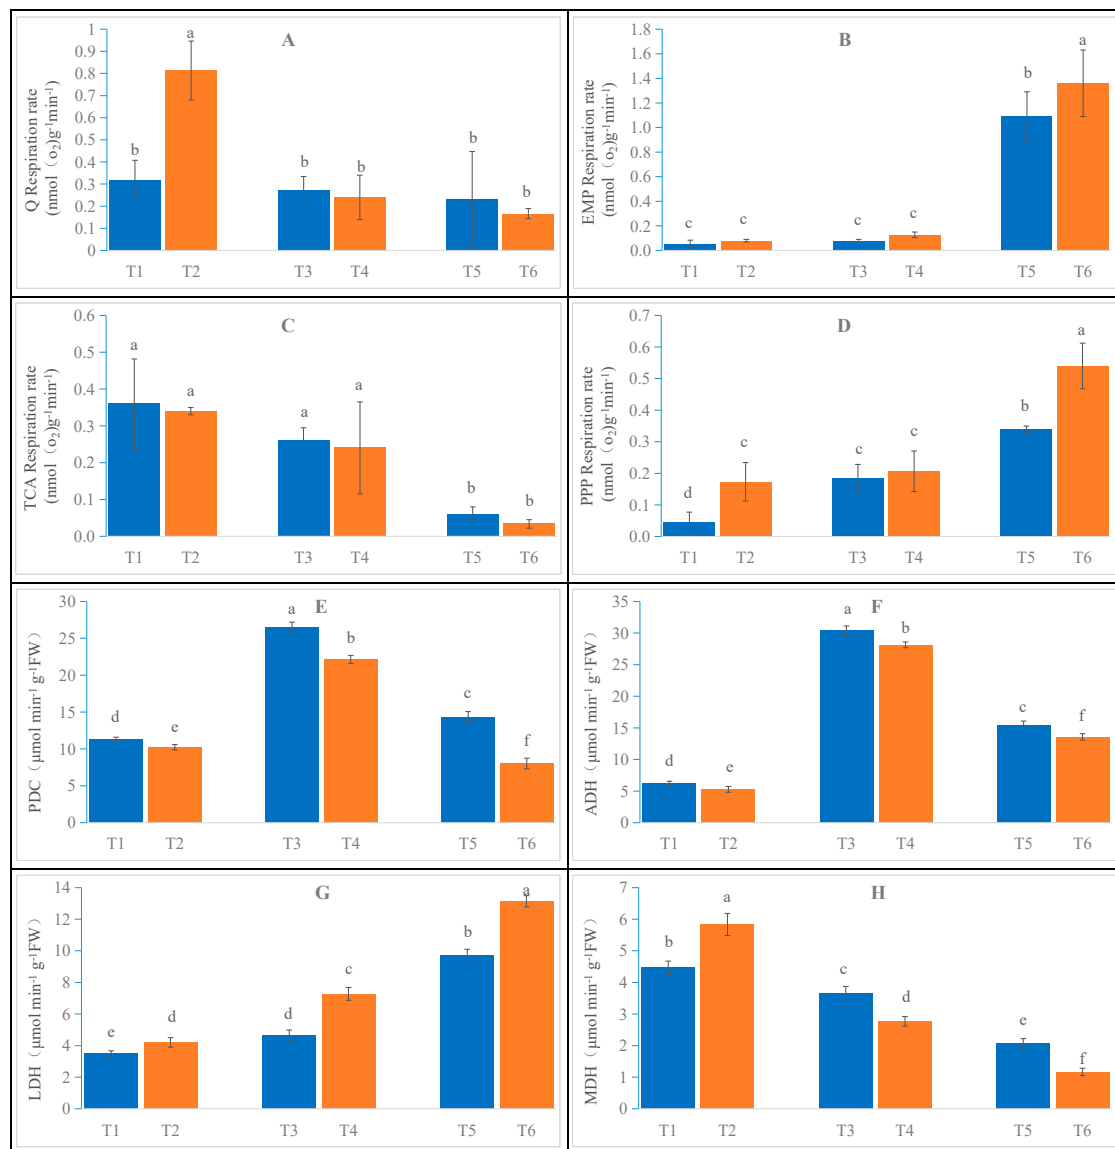 A
Q Respiration rate
(nmol（o₂)g⁻¹min⁻¹)
1
0.9
0.8
0.7
0.6
0.5
0.4
0.3
0.2
0.1
0
b
a
b
b
b
b
T1 T2 T3 T4 T5 T6
B
EMP Respiration rate
(nmol（o₂)g⁻¹min⁻¹)
1.8
1.6
1.4
1.2
1.0
0.8
0.6
0.4
0.2
0.0
c
c
c
c
b
a
T1 T2 T3 T4 T5 T6
C
TCA Respiration rate
(nmol（o₂)g⁻¹min⁻¹)
0.6
0.5
0.4
0.3
0.2
0.1
0.0
a
a
a
a
b
b
T1 T2 T3 T4 T5 T6
D
PPP Respiration rate
(nmol（o₂)g⁻¹min⁻¹)
0.7
0.6
0.5
0.4
0.3
0.2
0.1
0.0
d
c
c
c
b
a
T1 T2 T3 T4 T5 T6
E
PDC（μmol min⁻¹ g⁻¹FW）
30
25
20
15
10
5
0
d
e
a
b
c
f
T1 T2 T3 T4 T5 T6
F
ADH（μmol min⁻¹ g⁻¹FW）
35
30
25
20
15
10
5
0
d
e
a
b
c
f
T1 T2 T3 T4 T5 T6
G
LDH（μmol min⁻¹ g⁻¹FW）
14
12
10
8
6
4
2
0
e
d
d
c
b
a
T1 T2 T3 T4 T5 T6
H
MDH（μmol min⁻¹ g⁻¹FW）
7
6
5
4
3
2
1
0
b
a
c
d
e
f
T1 T2 T3 T4 T5 T6